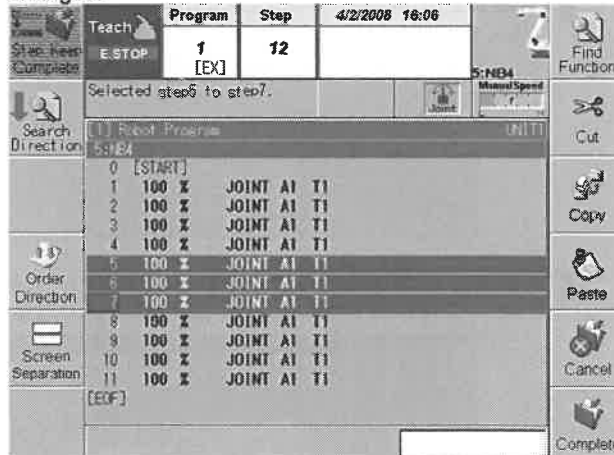 Teach
E.STOP
Program
1
[EX]
Step
12
4/2/2008 16:06
5:NB4
Manual Speed
Joint
Step Keep
Complete
Selected step5 to step7.
Search
Direction
Order
Direction
Screen
Separation
[1] Robot Program UNIT1
5:NB4
0 [START]
1 100 % JOINT A1 T1
2 100 % JOINT A1 T1
3 100 % JOINT A1 T1
4 100 % JOINT A1 T1
5 100 % JOINT A1 T1
6 100 % JOINT A1 T1
7 100 % JOINT A1 T1
8 100 % JOINT A1 T1
9 100 % JOINT A1 T1
10 100 % JOINT A1 T1
11 100 % JOINT A1 T1
[EOF]
Find
Function
Cut
Copy
Paste
Cancel
Complete